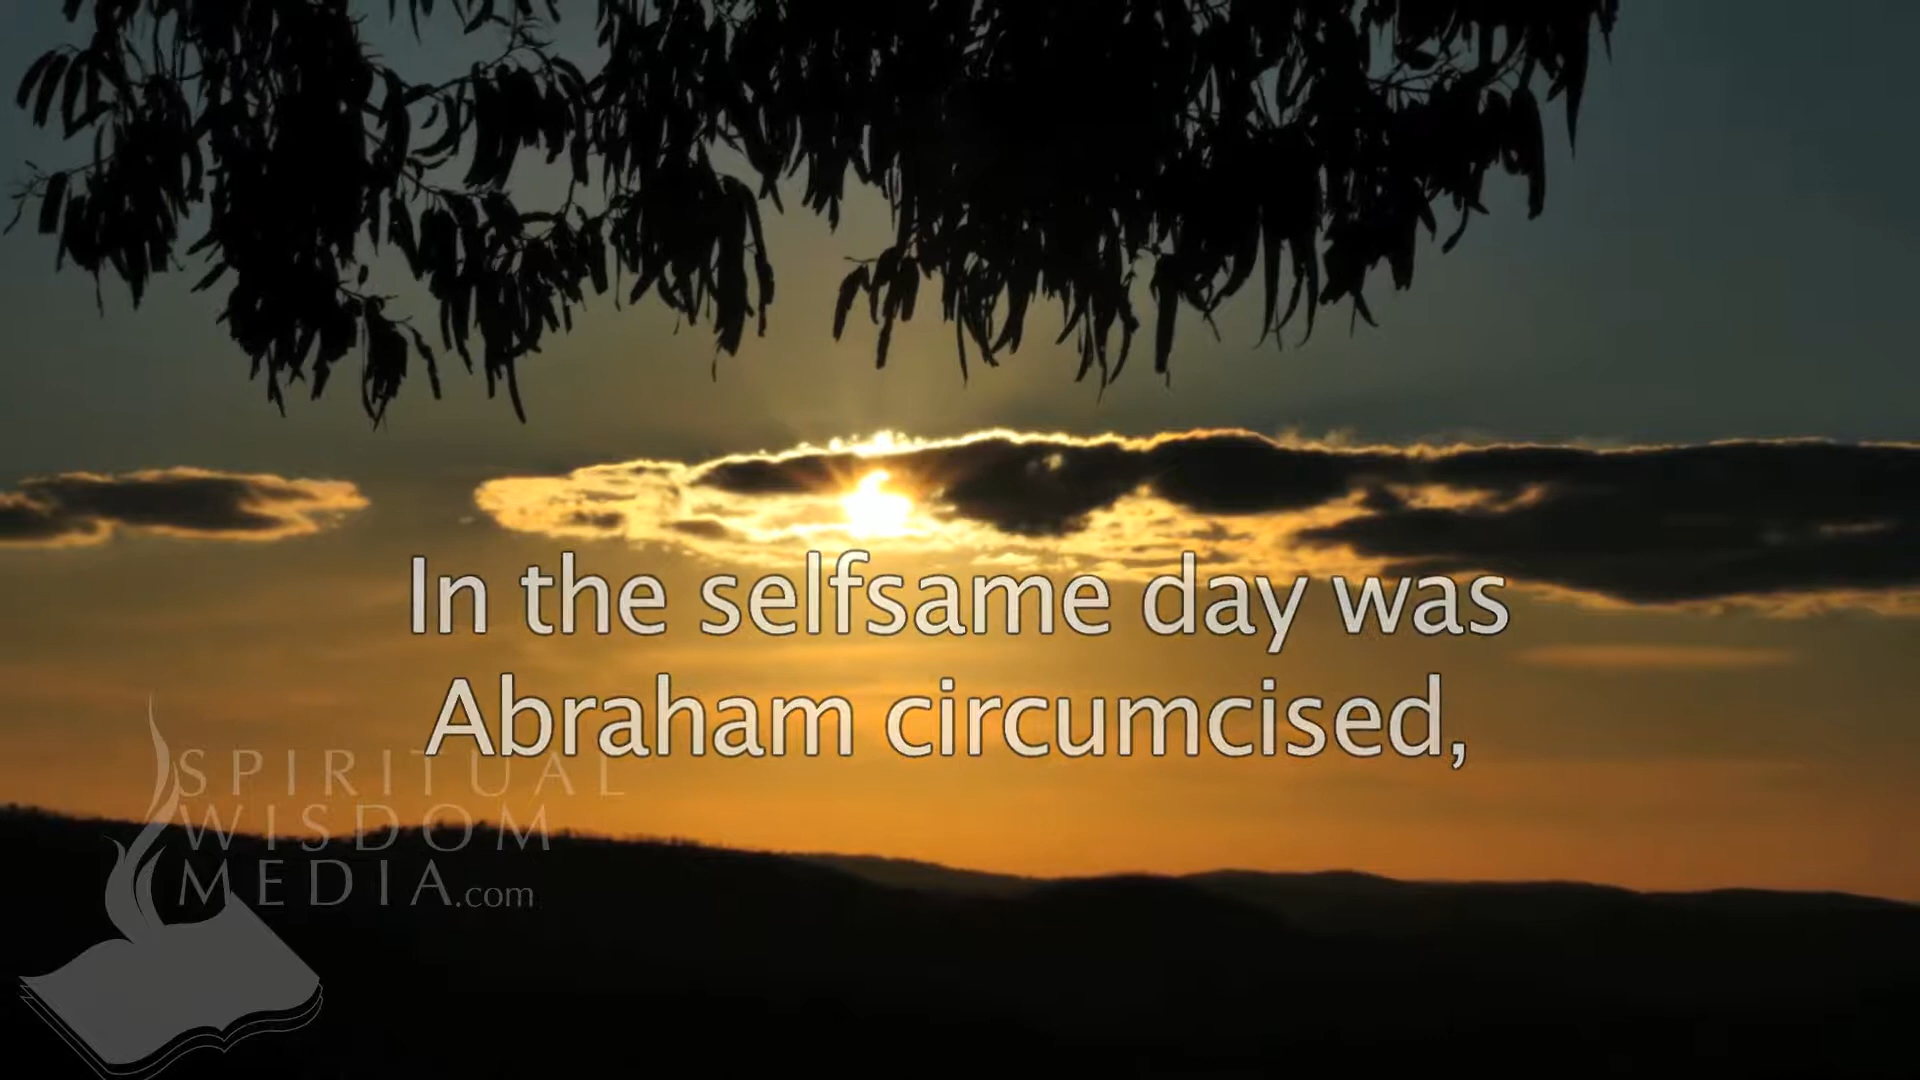 In the selfsame day was
Abraham circumcised,
SPIRITUAL
WISDOM
MEDIA.com